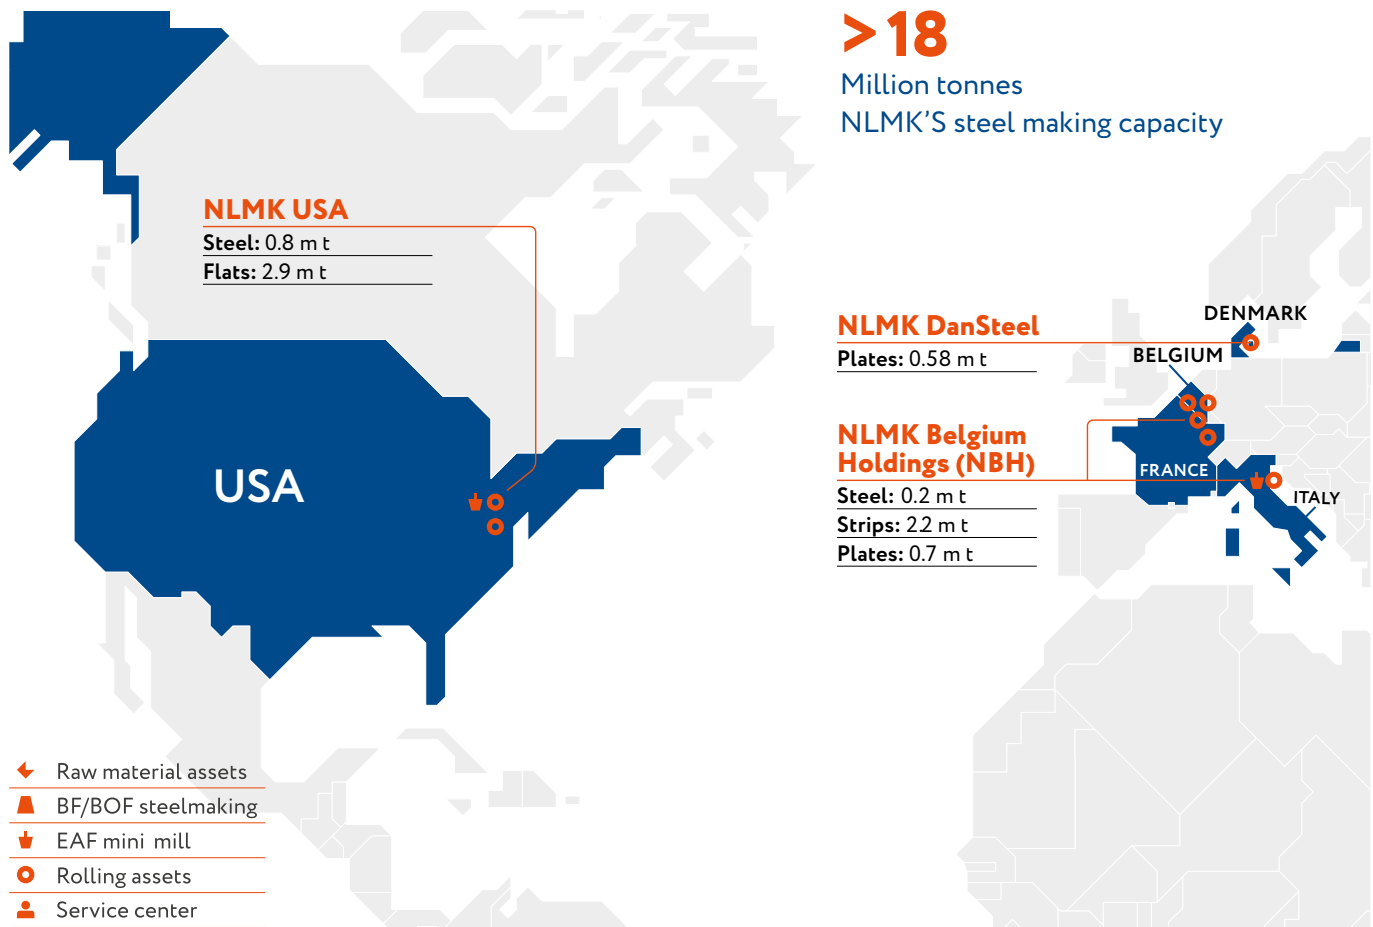 >18
Million tonnes
NLMK’S steel making capacity
NLMK USA
Steel: 0.8 m t
Flats: 2.9 m t
USA
DENMARK
NLMK DanSteel
Plates: 0.58 m t
BELGIUM
NLMK Belgium
Holdings (NBH)
Steel: 0.2 m t
Strips: 2.2 m t
Plates: 0.7 m t
FRANCE
ITALY
Raw material assets
BF/BOF steelmaking
EAF mini mill
Rolling assets
Service center